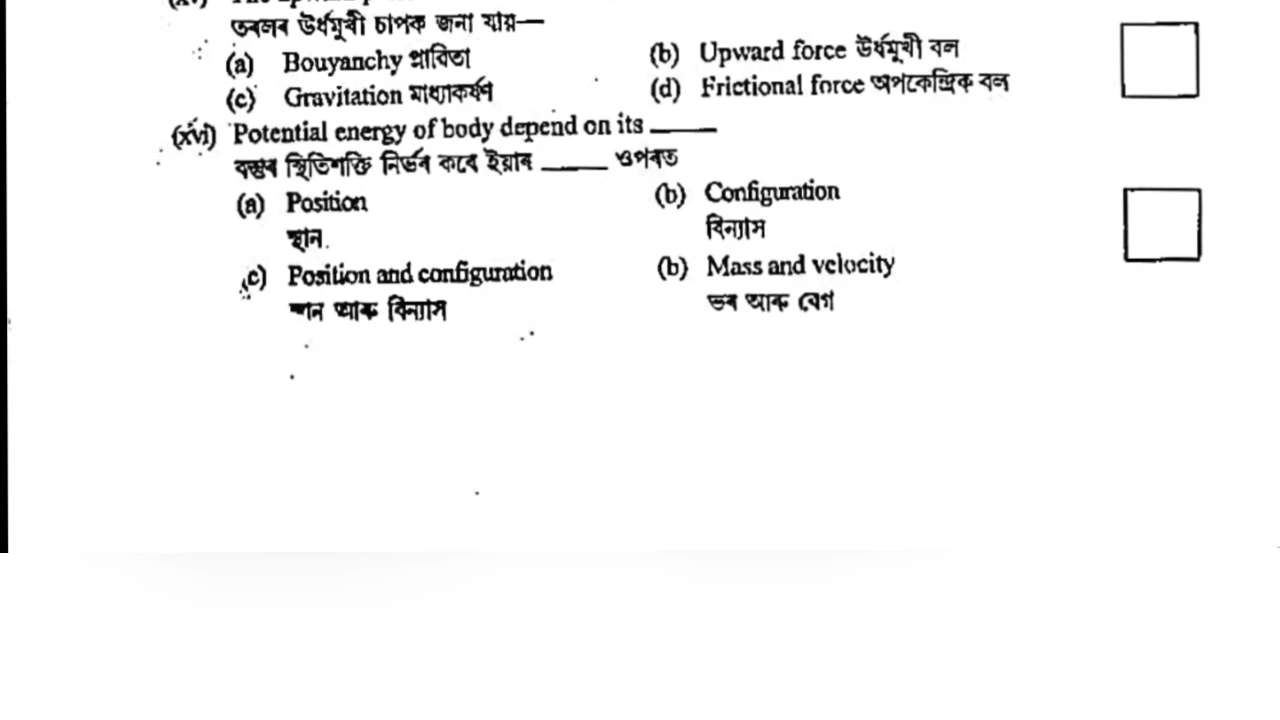 তৰলৰ উৰ্ধমূখী চাপক জনা যায়—
(a) Bouyanchy প্লাবিতা (b) Upward force উৰ্ধমূখী বল
(c) Gravitation মাধ্যাকৰ্ষণ (d) Frictional force অপকেন্দ্ৰিক বল
(xvi) Potential energy of body depend on its ____
বস্তুৰ স্থিতিশক্তি নিৰ্ভৰ কৰে ইয়াৰ ____ ওপৰত
(a) Position (b) Configuration
স্থান বিন্যাস
(c) Position and configuration (b) Mass and velocity
স্থান আৰু বিন্যাস ভৰ আৰু বেগ